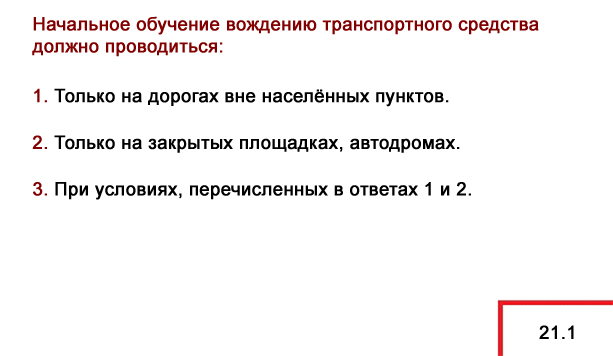 Начальное обучение вождению транспортного средства
должно проводиться:
1. Только на дорогах вне населённых пунктов.
2. Только на закрытых площадках, автодромах.
3. При условиях, перечисленных в ответах 1 и 2.
21.1